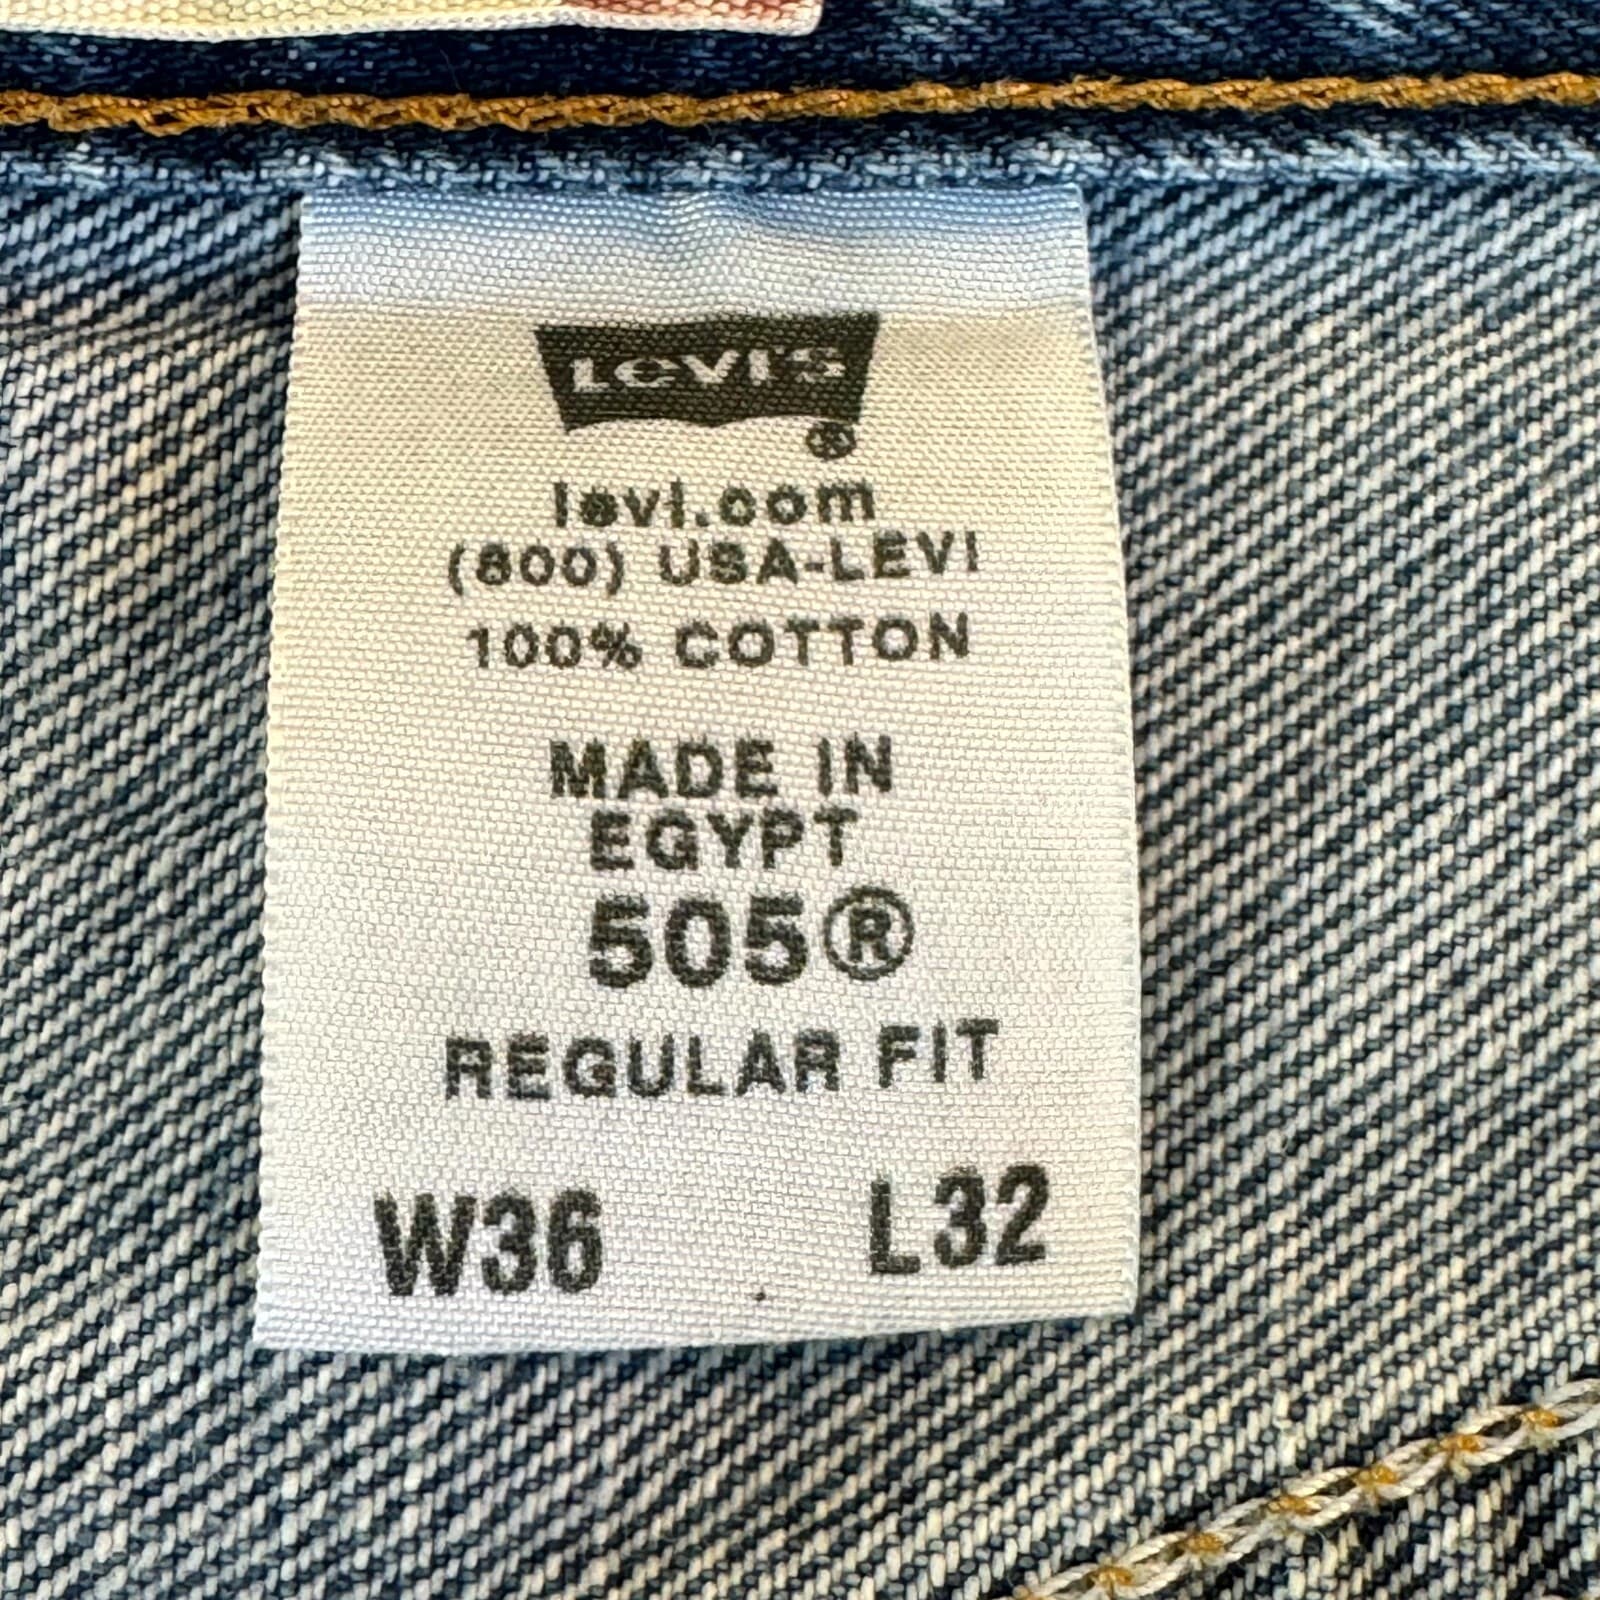 LEVI'S
®
levi.com
(800) USA-LEVI
100% COTTON
MADE IN
EGYPT
505®
REGULAR FIT
W36 L32